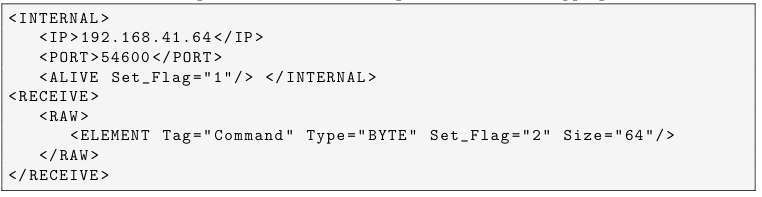 <INTERNAL>
<IP>192.168.41.64</IP>
<PORT>54600</PORT>
<ALIVE Set_Flag="1"/> </INTERNAL>
<RECEIVE>
<RAW>
<ELEMENT Tag="Command" Type="BYTE" Set_Flag="2" Size="64"/>
</RAW>
</RECEIVE>